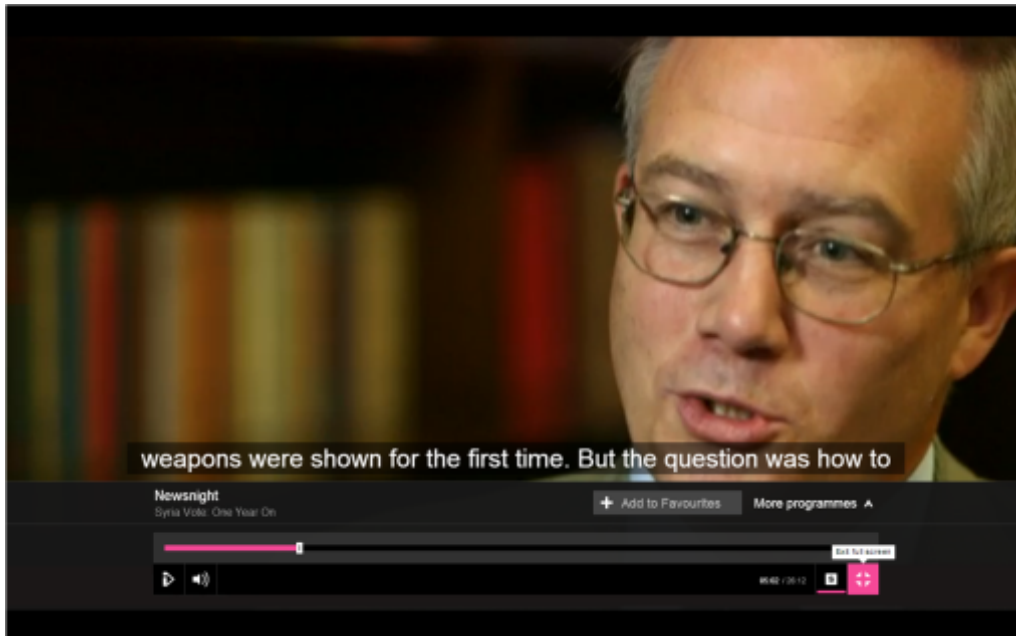 weapons were shown for the first time. But the question was how to
Newsnight
Syria Vote: One Year On
+ Add to Favourites
More programmes
Exit full screen
S